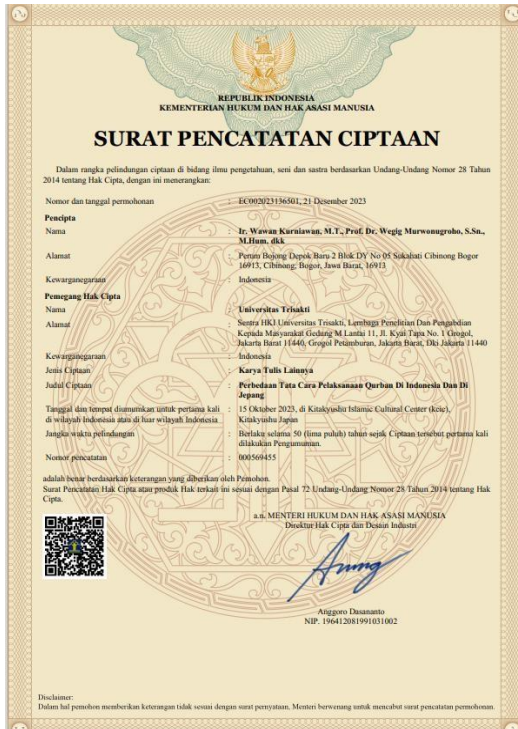 REPUBLIK INDONESIA
KEMENTERIAN HUKUM DAN HAK ASASI MANUSIA
SURAT PENCATATAN CIPTAAN
Dalam rangka pelindungan ciptaan di bidang ilmu pengetahuan, seni dan sastra berdasarkan Undang-Undang Nomor 28 Tahun
2014 tentang Hak Cipta, dengan ini menerangkan:
Nomor dan tanggal permohonan : EC002023136501, 21 Desember 2023
Pencipta
Nama : Ir. Wawan Kurniawan, M.T., Prof. Dr. Wegig Murwonugroho, S.Sn.,
M.Hum, dkk
Alamat : Perum Bojong Depok Baru 2 Blok DY No 05 Sukahati Cibinong Bogor
16913, Cibinong, Bogor, Jawa Barat, 16913
Kewarganegaraan : Indonesia
Pemegang Hak Cipta
Nama : Universitas Trisakti
Alamat : Sentra HKI Universitas Trisakti, Lembaga Penelitian Dan Pengabdian
Kepada Masyarakat Gedung M Lantai 11, Jl. Kyai Tapa No. 1 Grogol,
Jakarta Barat 11440, Grogol Petamburan, Jakarta Barat, Dki Jakarta 11440
Kewarganegaraan : Indonesia
Jenis Ciptaan : Karya Tulis Lainnya
Judul Ciptaan : Perbedaan Tata Cara Pelaksanaan Qurban Di Indonesia Dan Di
Jepang
Tanggal dan tempat diumumkan untuk pertama kali : 15 Oktober 2023, di Kitakyushu Islamic Cultural Center (kcic),
di wilayah Indonesia atau di luar wilayah Indonesia Kitakyushu Japan
Jangka waktu pelindungan : Berlaku selama 50 (lima puluh) tahun sejak Ciptaan tersebut pertama kali
dilakukan Pengumuman.
Nomor pencatatan : 000569455
adalah benar berdasarkan keterangan yang diberikan oleh Pemohon.
Surat Pencatatan Hak Cipta atau produk Hak terkait ini sesuai dengan Pasal 72 Undang-Undang Nomor 28 Tahun 2014 tentang Hak
Cipta.
a.n. MENTERI HUKUM DAN HAK ASASI MANUSIA
Direktur Hak Cipta dan Desain Industri
Anggoro Dasananto
NIP. 196412081991031002
Disclaimer:
Dalam hal pemohon memberikan keterangan tidak sesuai dengan surat pernyataan, Menteri berwenang untuk mencabut surat pencatatan permohonan.